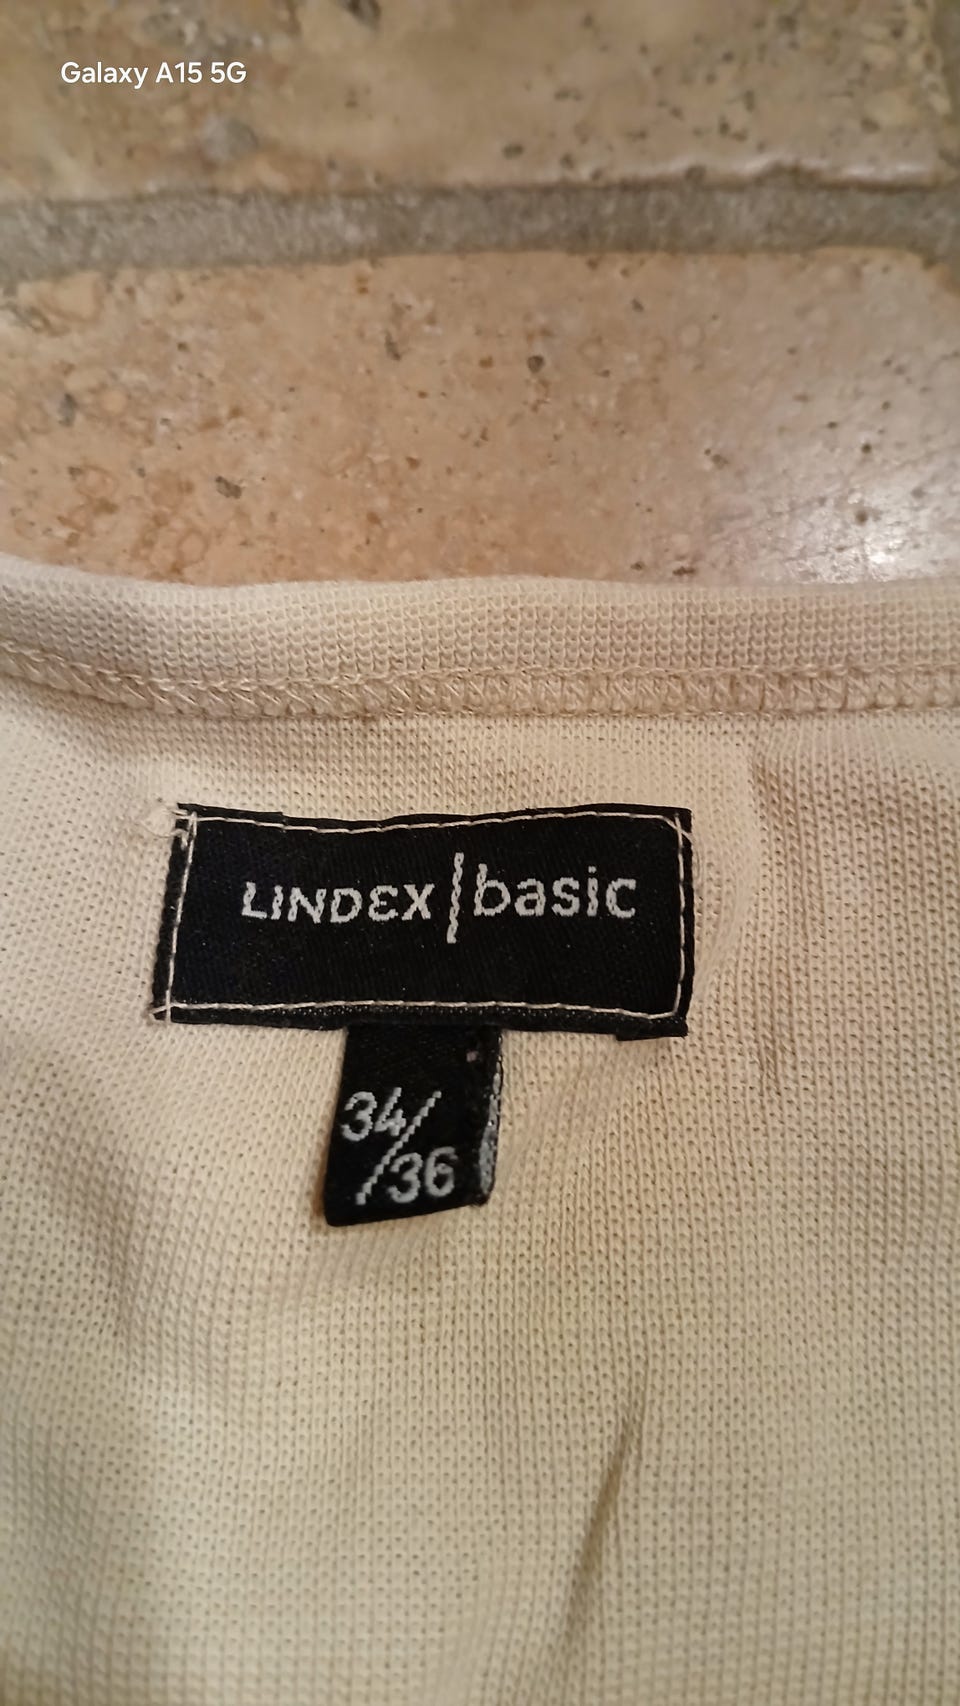 Galaxy A15 5G
LINDEX | basic
34/
/36